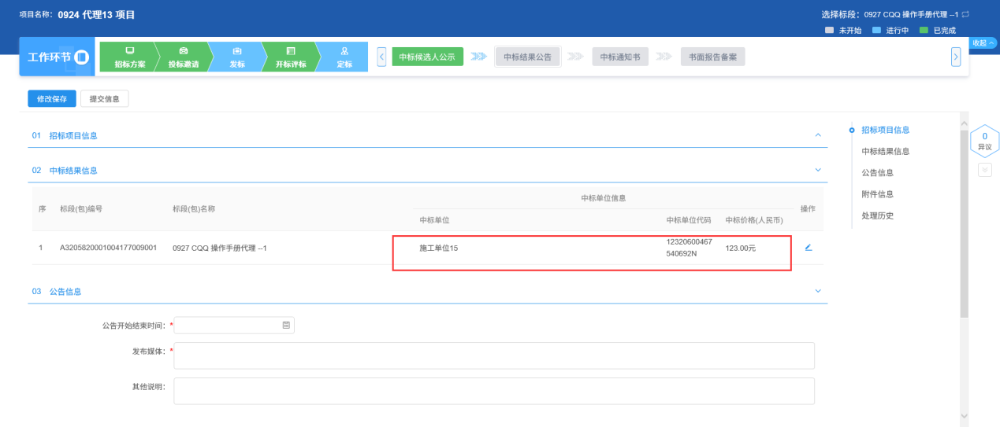 项目名称: 0924 代理13 项目
选择标段: 0927 CQQ 操作手册代理 --1
未开始 进行中 已完成
收起
工作环节
招标方案 投标邀请 发标 开标评标 定标
中标候选人公示 中标结果公告 中标通知书 书面报告备案
修改保存 提交信息
01 招标项目信息
02 中标结果信息
序 标段(包)编号 标段(包)名称 中标单位信息 操作
中标单位 中标单位代码 中标价格(人民币)
1 A3205820001004177009001 0927 CQQ 操作手册代理 --1 施工单位15 12320600467 123.00元
540692N
03 公告信息
公告开始结束时间: *
发布媒体: *
其他说明:
招标项目信息
中标结果信息
公告信息
附件信息
处理历史
0
异议